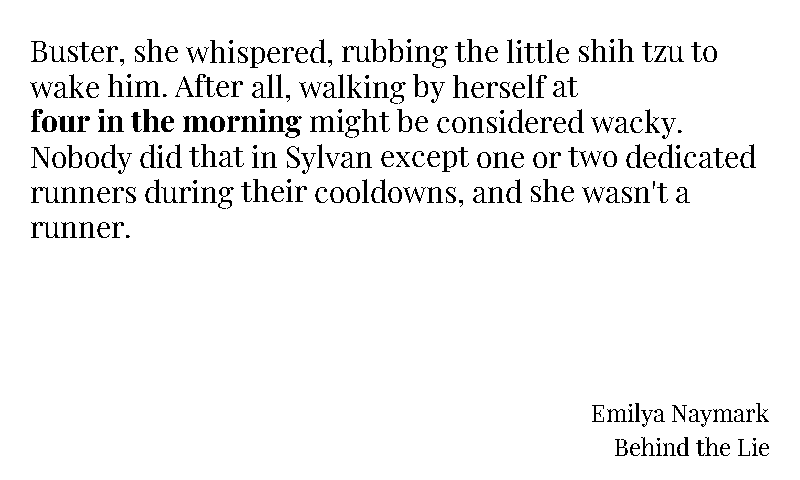 Buster, she whispered, rubbing the little shih tzu to
wake him. After all, walking by herself at
four in the morning might be considered wacky.
Nobody did that in Sylvan except one or two dedicated
runners during their cooldowns, and she wasn't a
runner.
Emilya Naymark
Behind the Lie